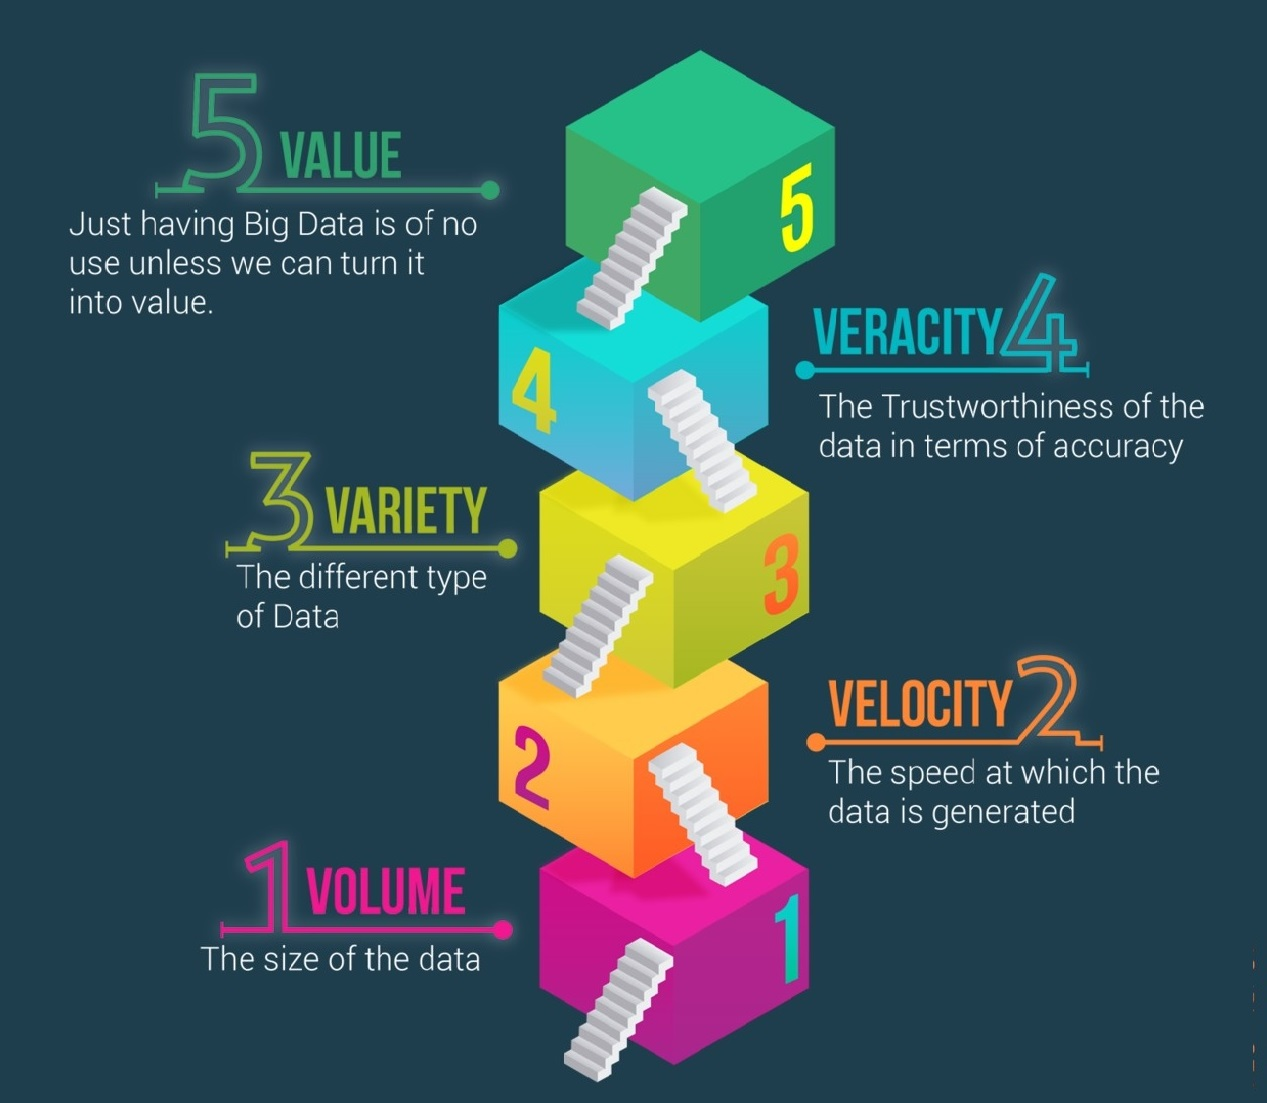 5 VALUE
Just having Big Data is of no
use unless we can turn it
into value.
5
VERACITY 4
The Trustworthiness of the
data in terms of accuracy
4
3 VARIETY
The different type
of Data
3
VELOCITY 2
The speed at which the
data is generated
2
1 VOLUME
The size of the data
1